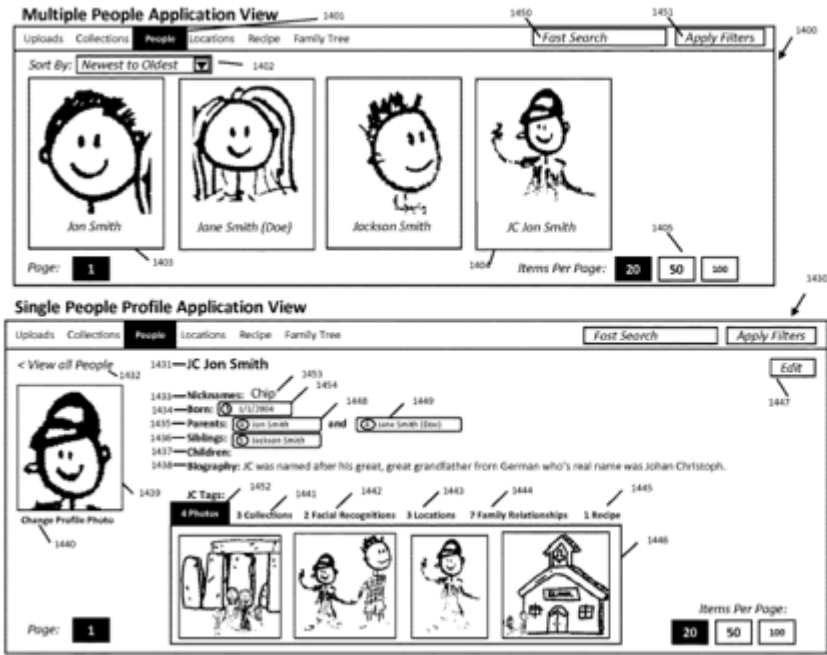 Multiple People Application View
1401
1450
1451
1400
Uploads Collections People Locations Recipe Family Tree Fast Search Apply Filters
Sort By: Newest to Oldest 1402
Jon Smith Jane Smith (Doe) Jackson Smith JC Jon Smith
1403 1404 1405
Page: 1 Items Per Page: 20 50 100
Single People Profile Application View
1430
Uploads Collections People Locations Recipe Family Tree Fast Search Apply Filters
< View all People 1431 JC Jon Smith Edit
1432 1453 1447
1433 Nicknames: Chip 1454
1434 Born: 1/1/2004 1448 1449
1435 Parents: Jon Smith and Jane Smith (Doe)
1436 Siblings: Jackson Smith
1437 Children:
1438 Biography: JC was named after his great, great grandfather from German who's real name was Johan Christoph.
1439 JC Tags: 1452 1441 1442 1443 1444 1445
4 Photos 3 Collections 2 Facial Recognitions 3 Locations 7 Family Relationships 1 Recipe
Change Profile Photo
1440 1446
Items Per Page:
Page: 1 20 50 100